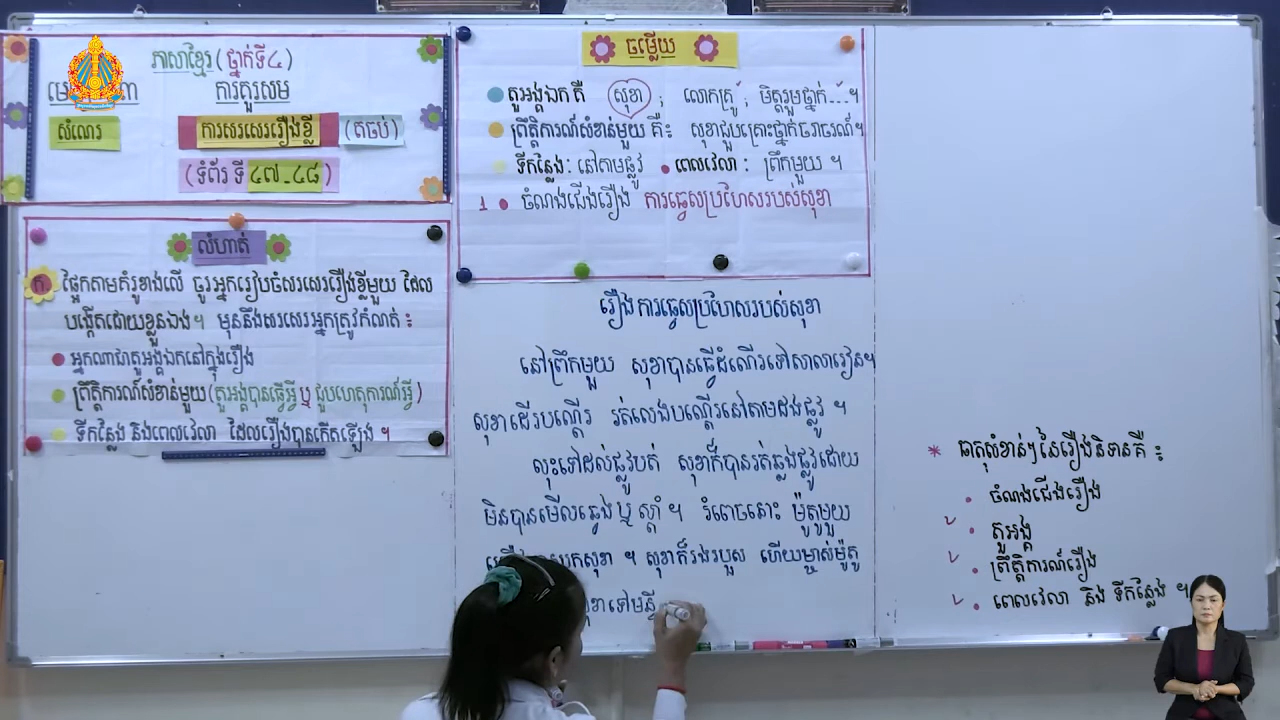 ភាសាខ្មែរ (ថ្នាក់ទី៤)
ការគួរសម
សំណេរ
ការសរសេររឿងខ្លី (តចប់)
(ទំព័រ ទី ៤៧_៤៨)
លំហាត់
ក ផ្អែកតាមគំរូខាងលើ ចូរអ្នករៀបចំសរសេររឿងខ្លីមួយ ដែល
បង្កើតដោយខ្លួនឯង។ មុននឹងសរសេរអ្នកត្រូវកំណត់ ៖
អ្នកណាជាតួអង្គឯកនៅក្នុងរឿង
ព្រឹត្តិការណ៍សំខាន់មួយ (តួអង្គបានធ្វើអ្វី ឬ ជួបហេតុការណ៍អ្វី)
ទីកន្លែង និងពេលវេលា ដែលរឿងបានកើតឡើង ។
ចម្លើយ
តួអង្គឯក គឺ សុខា , លោកគ្រូ , មិត្តរួមថ្នាក់...។
ព្រឹត្តិការណ៍សំខាន់មួយ គឺ៖ សុខាជួបគ្រោះថ្នាក់ចរាចរណ៍។
ទីកន្លែង : នៅតាមផ្លូវ ពេលវេលា : ព្រឹកមួយ ។
1 ចំណងជើងរឿង ការធ្វេសប្រហែសរបស់សុខា
រឿង ការធ្វេសប្រហែសរបស់សុខា
នៅព្រឹកមួយ សុខាបានធ្វើដំណើរទៅសាលារៀន។
សុខាដើរបណ្ដើរ រត់លេងបណ្ដើរនៅតាមដងផ្លូវ ។
លុះទៅដល់ផ្លូវបត់ សុខាក៏បានរត់ឆ្លងផ្លូវដោយ
មិនបានមើលឆ្វេង ឬ ស្ដាំ ។ រំពេចនោះ ម៉ូតូមួយ
សុខា ។ សុខាក៏រងរបួស ហើយម្ចាស់ម៉ូតូ
ទៅមន្ទី
* ធាតុសំខាន់ៗ នៃរឿងនិទានគឺ ៖
ចំណងជើងរឿង
តួអង្គ
ព្រឹត្តិការណ៍រឿង
ពេលវេលា និង ទីកន្លែង ។